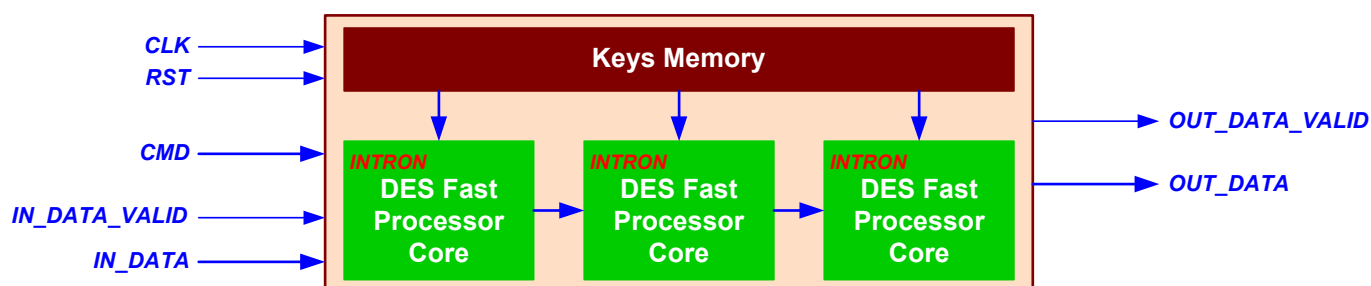 CLK
RST
CMD
IN_DATA_VALID
IN_DATA
Keys Memory
INTRON
DES Fast
Processor
Core
INTRON
DES Fast
Processor
Core
INTRON
DES Fast
Processor
Core
OUT_DATA_VALID
OUT_DATA